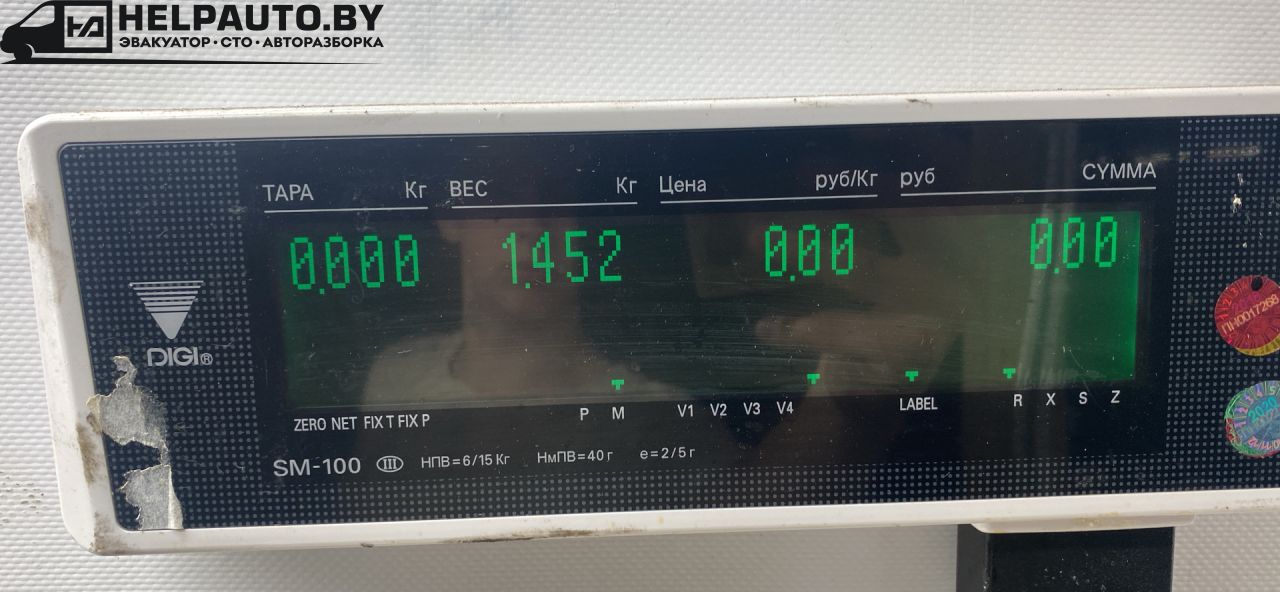 HELPAUTO.BY
ЭВАКУАТОР·СТО·АВТОРАЗБОРКА
ТАРА Кг ВЕС Кг Цена руб/Кг руб СУММА
0.000 1.452 0.00 0.00
DIGI®
ZERO NET FIX T FIX P P M V1 V2 V3 V4 LABEL R X S Z
SM-100 III НПВ=6/15 Кг НмПВ=40 г e=2/5 г
2020